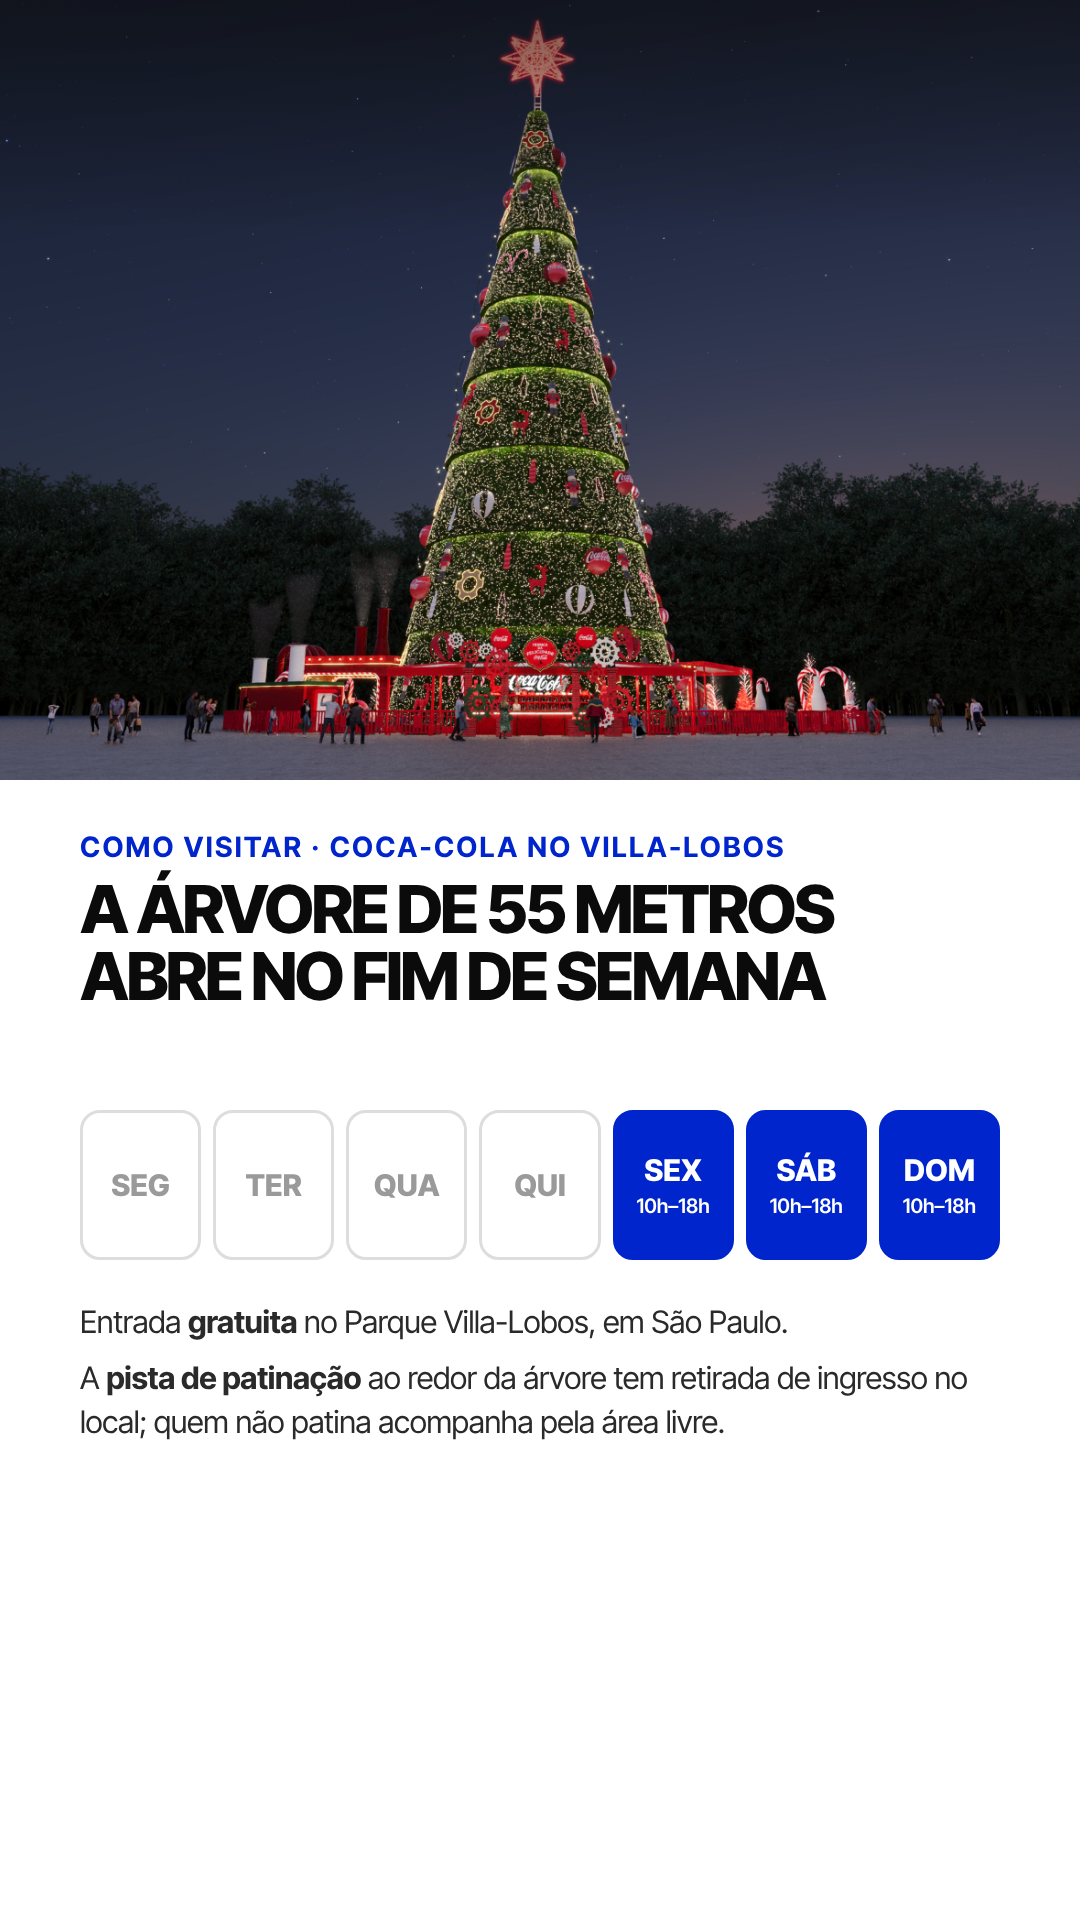 Coca-Cola
COMO VISITAR · COCA-COLA NO VILLA-LOBOS
A ÁRVORE DE 55 METROS
ABRE NO FIM DE SEMANA
SEG
TER
QUA
QUI
SEX
10h–18h
SÁB
10h–18h
DOM
10h–18h
Entrada gratuita no Parque Villa-Lobos, em São Paulo.
A pista de patinação ao redor da árvore tem retirada de ingresso no
local; quem não patina acompanha pela área livre.